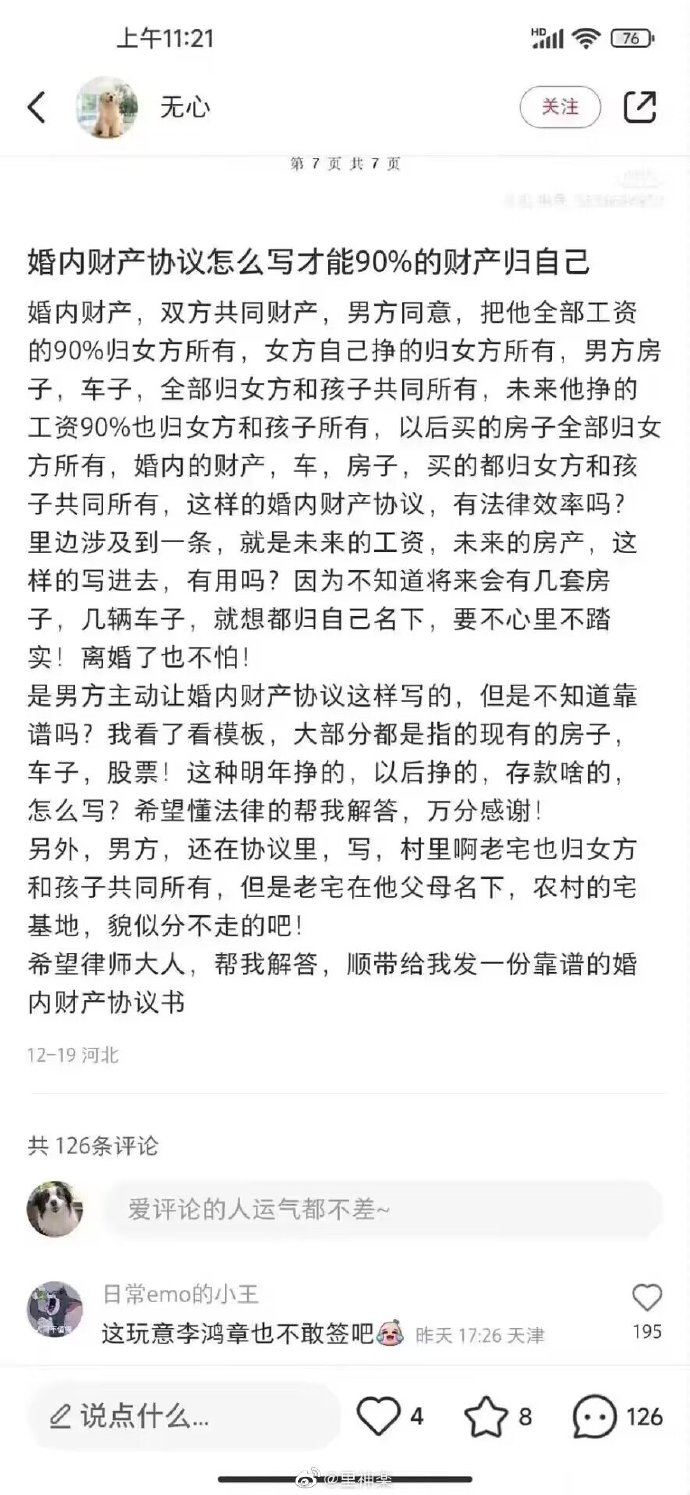 上午11:21
HD
76
无心
关注
第 7 页 共 7 页
婚内财产协议怎么写才能90%的财产归自己
婚内财产，双方共同财产，男方同意，把他全部工资
的90%归女方所有，女方自己挣的归女方所有，男方房
子，车子，全部归女方和孩子共同所有，未来他挣的
工资90%也归女方和孩子所有，以后买的房子全部归女
方所有，婚内的财产，车，房子，买的都归女方和孩
子共同所有，这样的婚内财产协议，有法律效率吗？
里边涉及到一条，就是未来的工资，未来的房产，这
样的写进去，有用吗？因为不知道将来会有几套房
子，几辆车子，就想都归自己名下，要不心里不踏
实！离婚了也不怕！
是男方主动让婚内财产协议这样写的，但是不知道靠
谱吗？我看了看模板，大部分都是指的现有的房子，
车子，股票！这种明年挣的，以后挣的，存款啥的，
怎么写？希望懂法律的帮我解答，万分感谢！
另外，男方，还在协议里，写，村里啊老宅也归女方
和孩子共同所有，但是老宅在他父母名下，农村的宅
基地，貌似分不走的吧！
希望律师大人，帮我解答，顺带给我发一份靠谱的婚
内财产协议书
12-19 河北
共 126条评论
爱评论的人运气都不差~
日常emo的小王
这玩意李鸿章也不敢签吧 昨天 17:26 天津
195
说点什么...
4
8
126